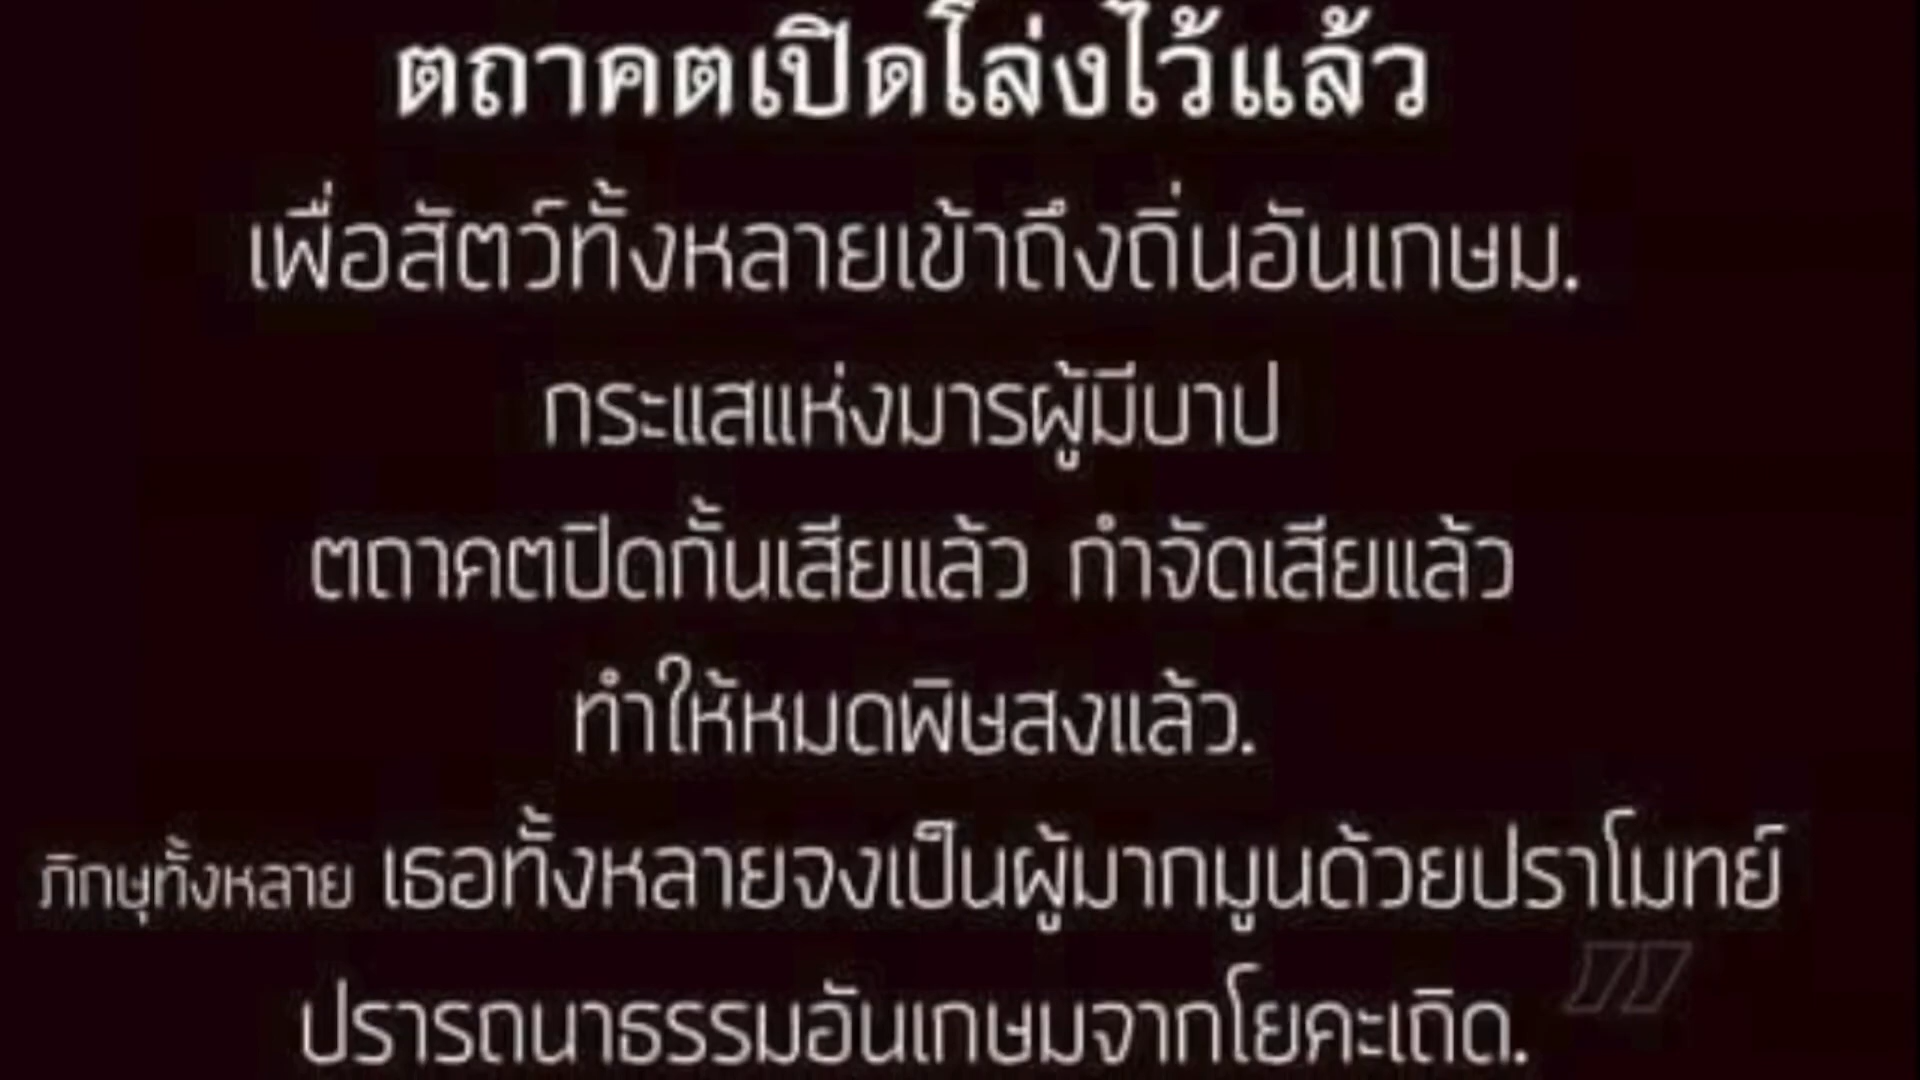 ตถาคตเปิดโล่งไว้แล้ว
เพื่อสัตว์ทั้งหลายเข้าถึงถิ่นอันเกษม.
กระแสแห่งมารผู้มีบาป
ตถาคตปิดกั้นเสียแล้ว กำจัดเสียแล้ว
ทำให้หมดพิษสงแล้ว.
ภิกษุทั้งหลาย เธอทั้งหลายจงเป็นผู้มากมูนด้วยปราโมทย์
ปรารถนาธรรมอันเกษมจากโยคะเถิด.